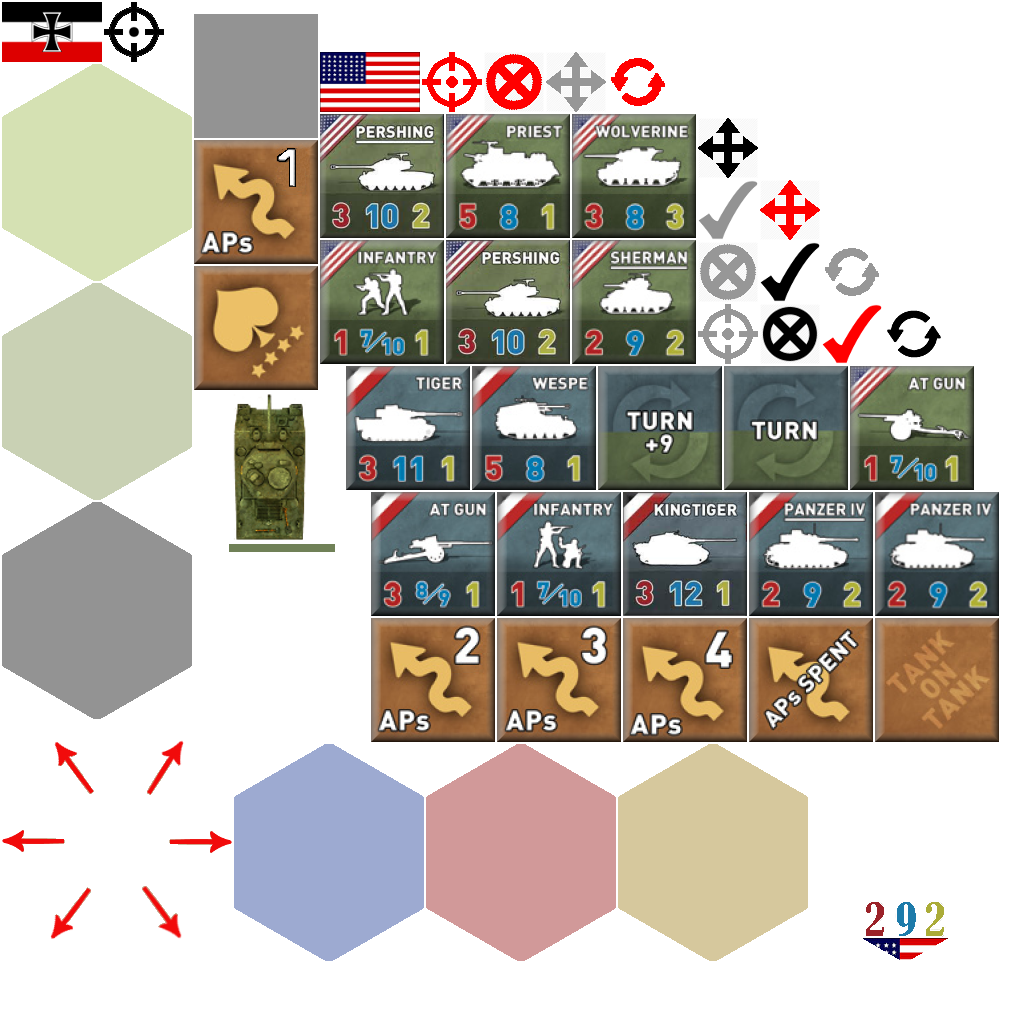 1
APs
PERSHING
3 10 2
PRIEST
5 8 1
WOLVERINE
3 8 3
INFANTRY
1 7/10 1
PERSHING
3 10 2
SHERMAN
2 9 2
TIGER
3 11 1
WESPE
5 8 1
TURN
+9
TURN
AT GUN
1 7/10 1
AT GUN
3 8/9 1
INFANTRY
1 7/10 1
KINGTIGER
3 12 1
PANZER IV
2 9 2
PANZER IV
2 9 2
2
APs
3
APs
4
APs
APs SPENT
TANK
ON
TANK
2 9 2